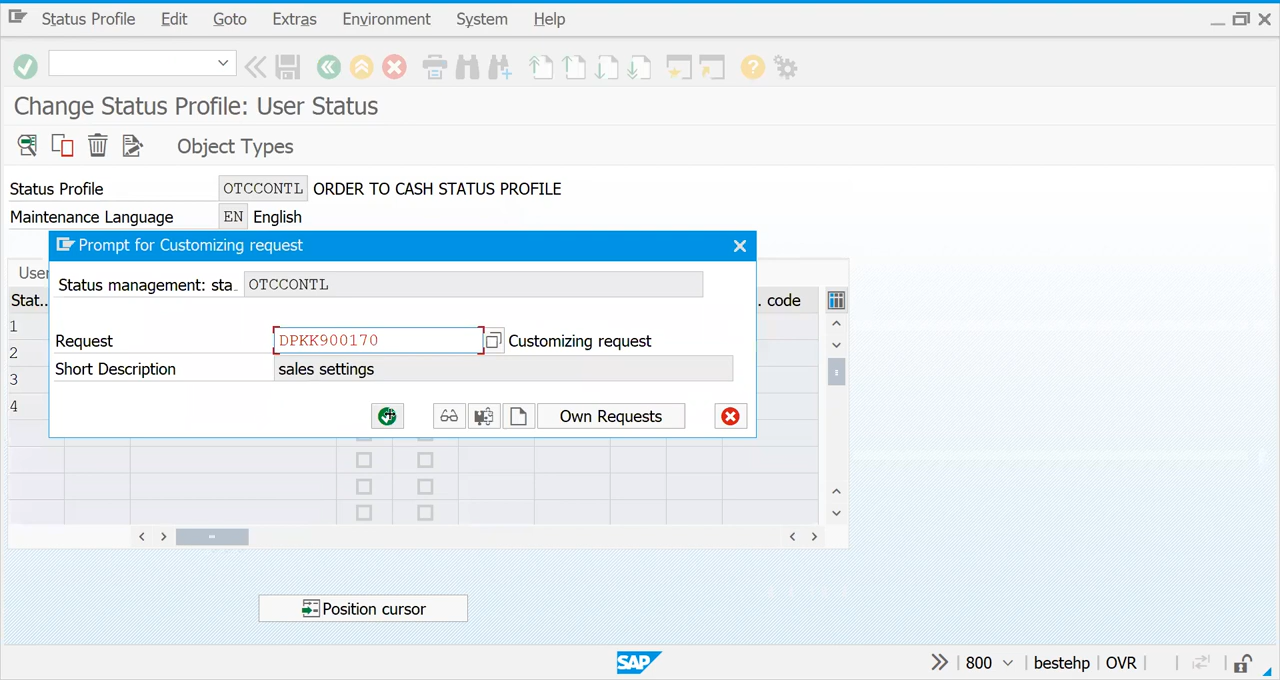 Status Profile Edit Goto Extras Environment System Help
Change Status Profile: User Status
Object Types
Status Profile OTCCONTL ORDER TO CASH STATUS PROFILE
Maintenance Language EN English
Prompt for Customizing request
User
Stat.. . code
Status management: sta.. OTCCONTL
1
2
3
4
Request DPKK900170 Customizing request
Short Description sales settings
Own Requests
Position cursor
SAP 800 bestehp OVR